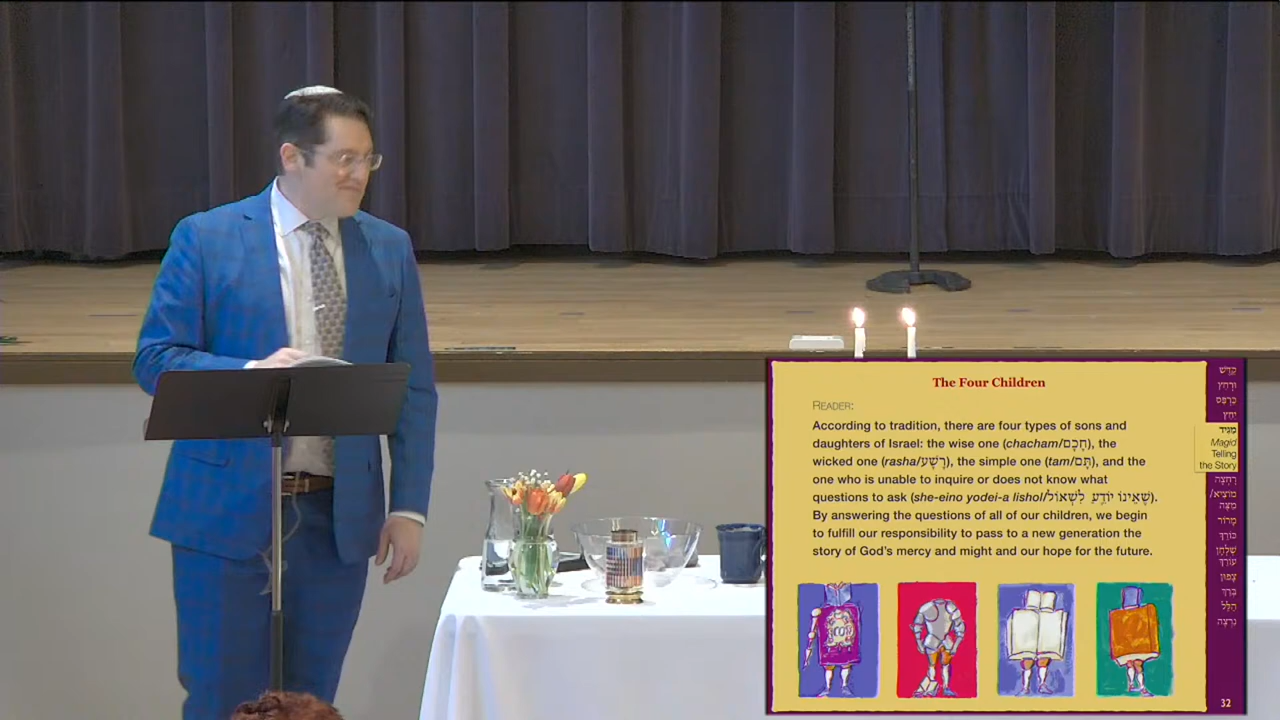 The Four Children
READER:
According to tradition, there are four types of sons and
daughters of Israel: the wise one (chacham/חָכָם), the
wicked one (rasha/רָשָׁע), the simple one (tam/תָּם), and the
one who is unable to inquire or does not know what
questions to ask (she-eino yodei-a lishol/שֶׁאֵינוֹ יוֹדֵעַ לִשְׁאוֹל).
By answering the questions of all of our children, we begin
to fulfill our responsibility to pass to a new generation the
story of God's mercy and might and our hope for the future.
קַדֵּשׁ
וּרְחַץ
כַּרְפַּס
יַחַץ
מַגִּיד
Magid
Telling
the Story
רָחְצָה
מוֹצִיא/
מַצָּה
מָרוֹר
כּוֹרֵךְ
שֻׁלְחָן
עוֹרֵךְ
צָפוּן
בָּרֵךְ
הַלֵּל
נִרְצָה
32